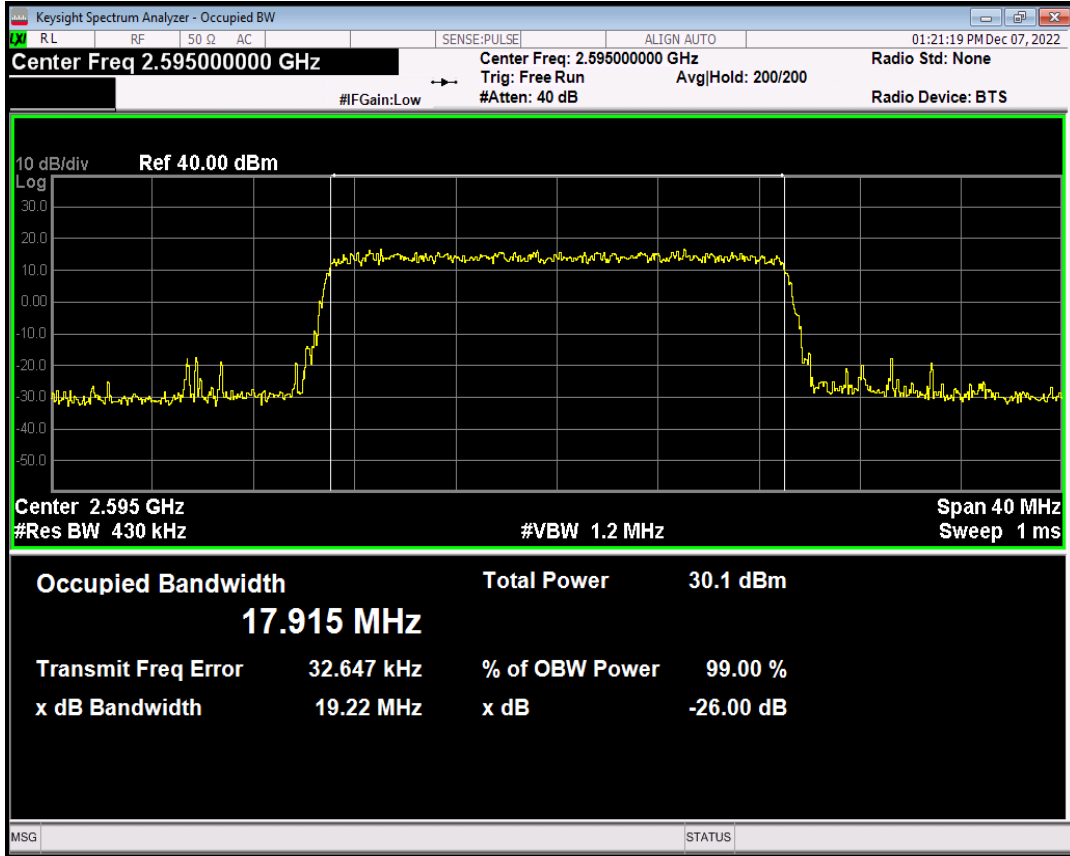 Keysight Spectrum Analyzer - Occupied BW
LXI RL RF 50 Ω AC SENSE:PULSE ALIGN AUTO 01:21:19 PM Dec 07, 2022
Center Freq 2.595000000 GHz
Center Freq: 2.595000000 GHz Radio Std: None
Trig: Free Run Avg|Hold: 200/200
#IFGain:Low #Atten: 40 dB Radio Device: BTS
10 dB/div Ref 40.00 dBm
Log
30.0
20.0
10.0
0.00
-10.0
-20.0
-30.0
-40.0
-50.0
Center 2.595 GHz Span 40 MHz
#Res BW 430 kHz #VBW 1.2 MHz Sweep 1 ms
Occupied Bandwidth Total Power 30.1 dBm
17.915 MHz
Transmit Freq Error 32.647 kHz % of OBW Power 99.00 %
x dB Bandwidth 19.22 MHz x dB -26.00 dB
MSG STATUS